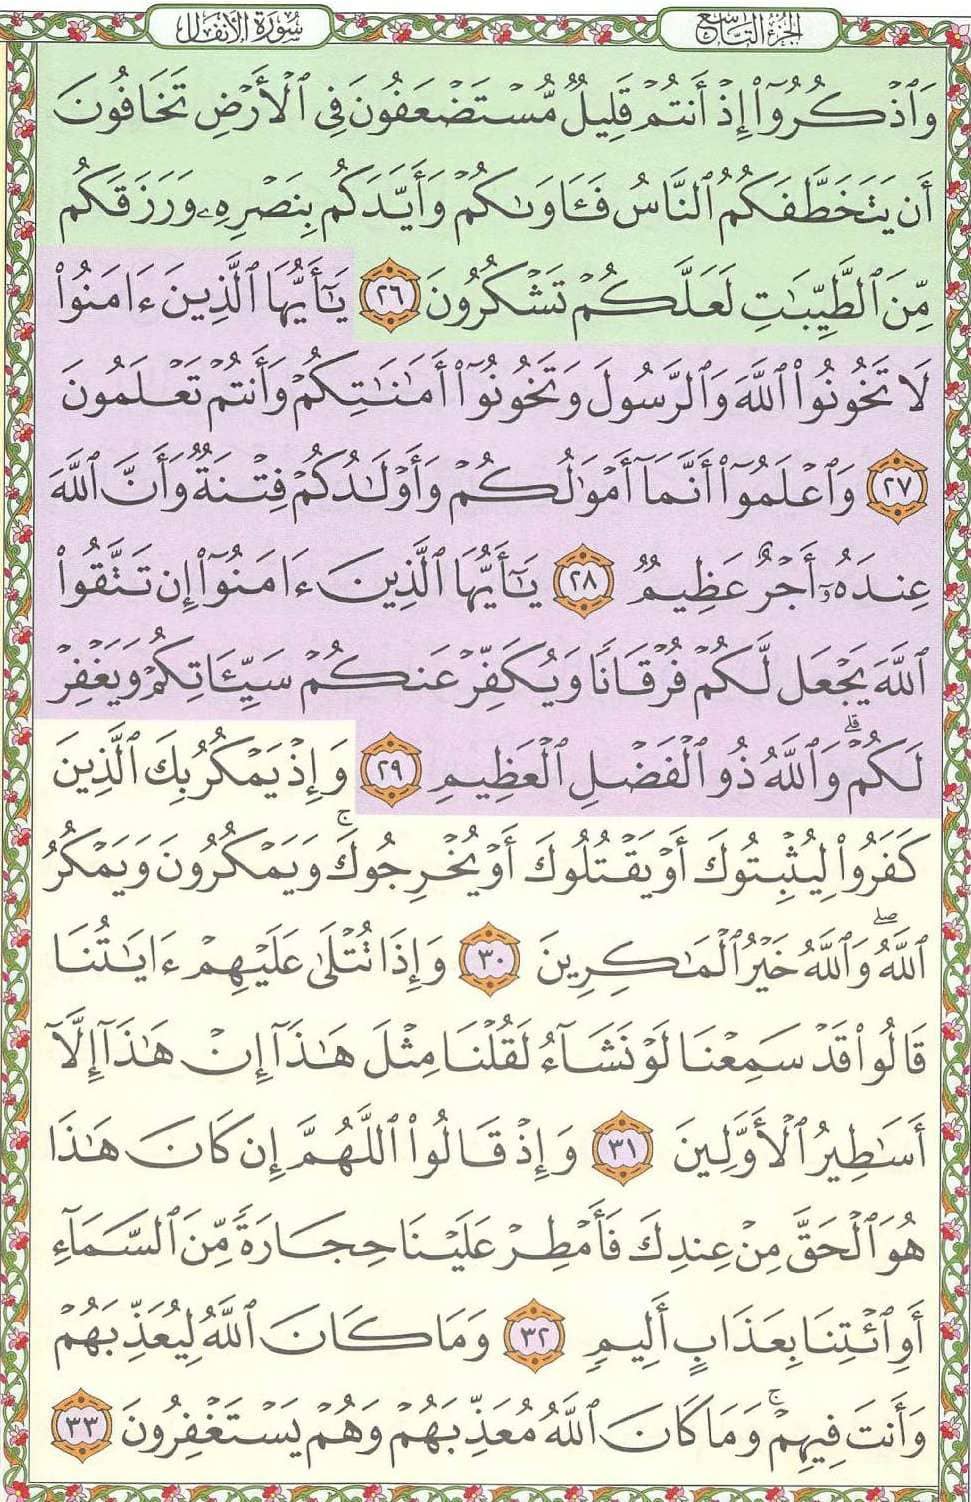 الجزء التاسع
سورة الأنفال
وَٱذۡكُرُوٓاْ إِذۡ أَنتُمۡ قَلِيلٞ مُّسۡتَضۡعَفُونَ فِي ٱلۡأَرۡضِ تَخَافُونَ
أَن يَتَخَطَّفَكُمُ ٱلنَّاسُ فَـَٔاوَىٰكُمۡ وَأَيَّدَكُم بِنَصۡرِهِۦ وَرَزَقَكُم
مِّنَ ٱلطَّيِّبَٰتِ لَعَلَّكُمۡ تَشۡكُرُونَ ٢٦ يَٰٓأَيُّهَا ٱلَّذِينَ ءَامَنُواْ
لَا تَخُونُواْ ٱللَّهَ وَٱلرَّسُولَ وَتَخُونُوٓاْ أَمَٰنَٰتِكُمۡ وَأَنتُمۡ تَعۡلَمُونَ
٢٧ وَٱعۡلَمُوٓاْ أَنَّمَآ أَمۡوَٰلُكُمۡ وَأَوۡلَٰدُكُمۡ فِتۡنَةٞ وَأَنَّ ٱللَّهَ
عِندَهُۥٓ أَجۡرٌ عَظِيمٞ ٢٨ يَٰٓأَيُّهَا ٱلَّذِينَ ءَامَنُوٓاْ إِن تَتَّقُواْ
ٱللَّهَ يَجۡعَل لَّكُمۡ فُرۡقَانٗا وَيُكَفِّرۡ عَنكُمۡ سَيِّـَٔاتِكُمۡ وَيَغۡفِرۡ
لَكُمۡۗ وَٱللَّهُ ذُو ٱلۡفَضۡلِ ٱلۡعَظِيمِ ٢٩ وَإِذۡ يَمۡكُرُ بِكَ ٱلَّذِينَ
كَفَرُواْ لِيُثۡبِتُوكَ أَوۡ يَقۡتُلُوكَ أَوۡ يُخۡرِجُوكَۚ وَيَمۡكُرُونَ وَيَمۡكُرُ
ٱللَّهُۖ وَٱللَّهُ خَيۡرُ ٱلۡمَٰكِرِينَ ٣٠ وَإِذَا تُتۡلَىٰ عَلَيۡهِمۡ ءَايَٰتُنَا
قَالُواْ قَدۡ سَمِعۡنَا لَوۡ نَشَآءُ لَقُلۡنَا مِثۡلَ هَٰذَآ إِنۡ هَٰذَآ إِلَّآ
أَسَٰطِيرُ ٱلۡأَوَّلِينَ ٣١ وَإِذۡ قَالُواْ ٱللَّهُمَّ إِن كَانَ هَٰذَا
هُوَ ٱلۡحَقَّ مِنۡ عِندِكَ فَأَمۡطِرۡ عَلَيۡنَا حِجَارَةٗ مِّنَ ٱلسَّمَآءِ
أَوِ ٱئۡتِنَا بِعَذَابٍ أَلِيمٖ ٣٢ وَمَا كَانَ ٱللَّهُ لِيُعَذِّبَهُمۡ
وَأَنتَ فِيهِمۡۚ وَمَا كَانَ ٱللَّهُ مُعَذِّبَهُمۡ وَهُمۡ يَسۡتَغۡفِرُونَ ٣٣